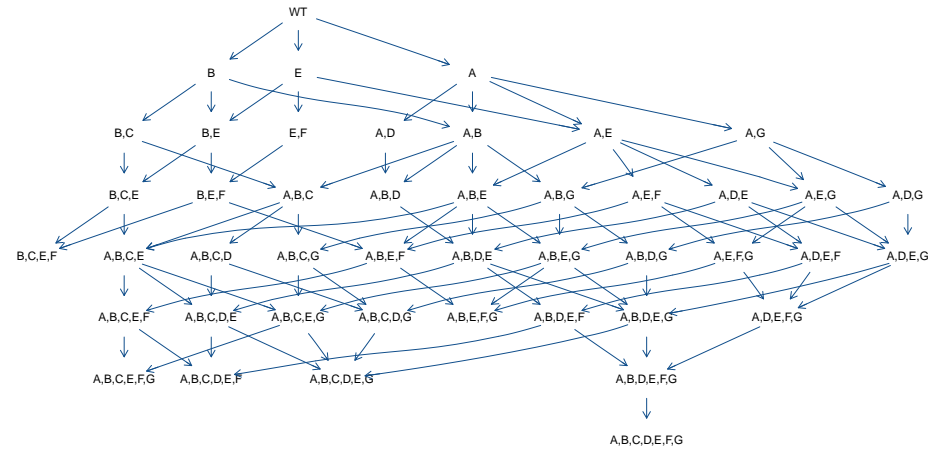 WT
B E A
B,C B,E E,F A,D A,B A,E A,G
B,C,E B,E,F A,B,C A,B,D A,B,E A,B,G A,E,F A,D,E A,E,G A,D,G
B,C,E,F A,B,C,E A,B,C,D A,B,C,G A,B,E,F A,B,D,E A,B,E,G A,B,D,G A,E,F,G A,D,E,F A,D,E,G
A,B,C,E,F A,B,C,D,E A,B,C,E,G A,B,C,D,G A,B,E,F,G A,B,D,E,F A,B,D,E,G A,D,E,F,G
A,B,C,E,F,G A,B,C,D,E,F A,B,C,D,E,G A,B,D,E,F,G
A,B,C,D,E,F,G